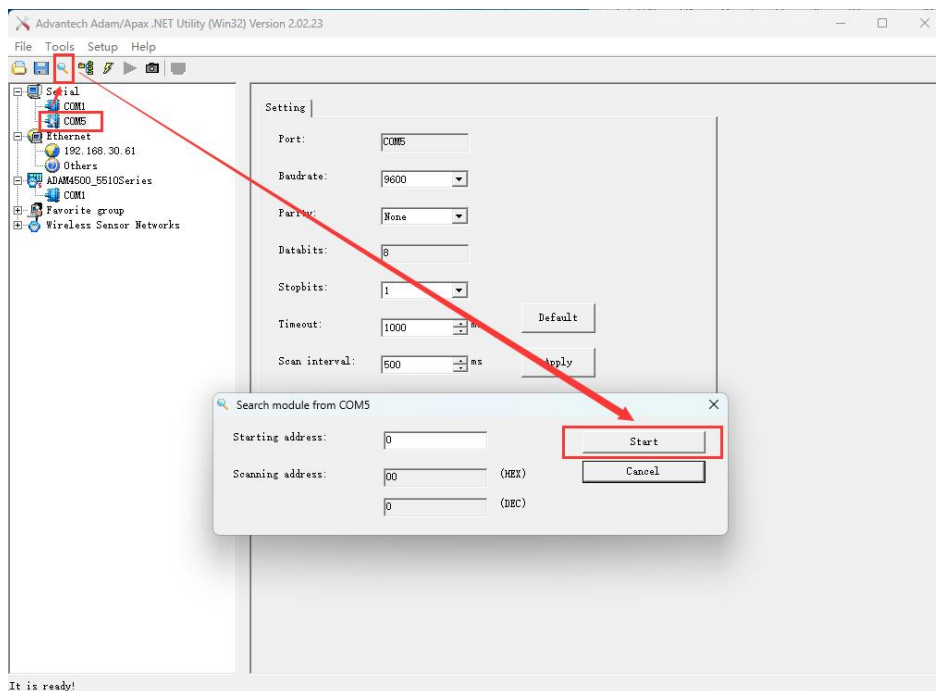 Advantech Adam/Apax .NET Utility (Win32) Version 2.02.23
File Tools Setup Help
Serial
COM1
COM5
Ethernet
192.168.30.61
Others
ADAM4500_5510Series
COM1
Favorite group
Wireless Sensor Networks
Setting
Port: COM5
Baudrate: 9600
Parity: None
Databits: 8
Stopbits: 1
Timeout: 1000 ms
Default
Scan interval: 500 ms
Apply
Search module from COM5
Starting address: 0
Start
Scanning address: 00 (HEX)
Cancel
0 (DEC)
It is ready!